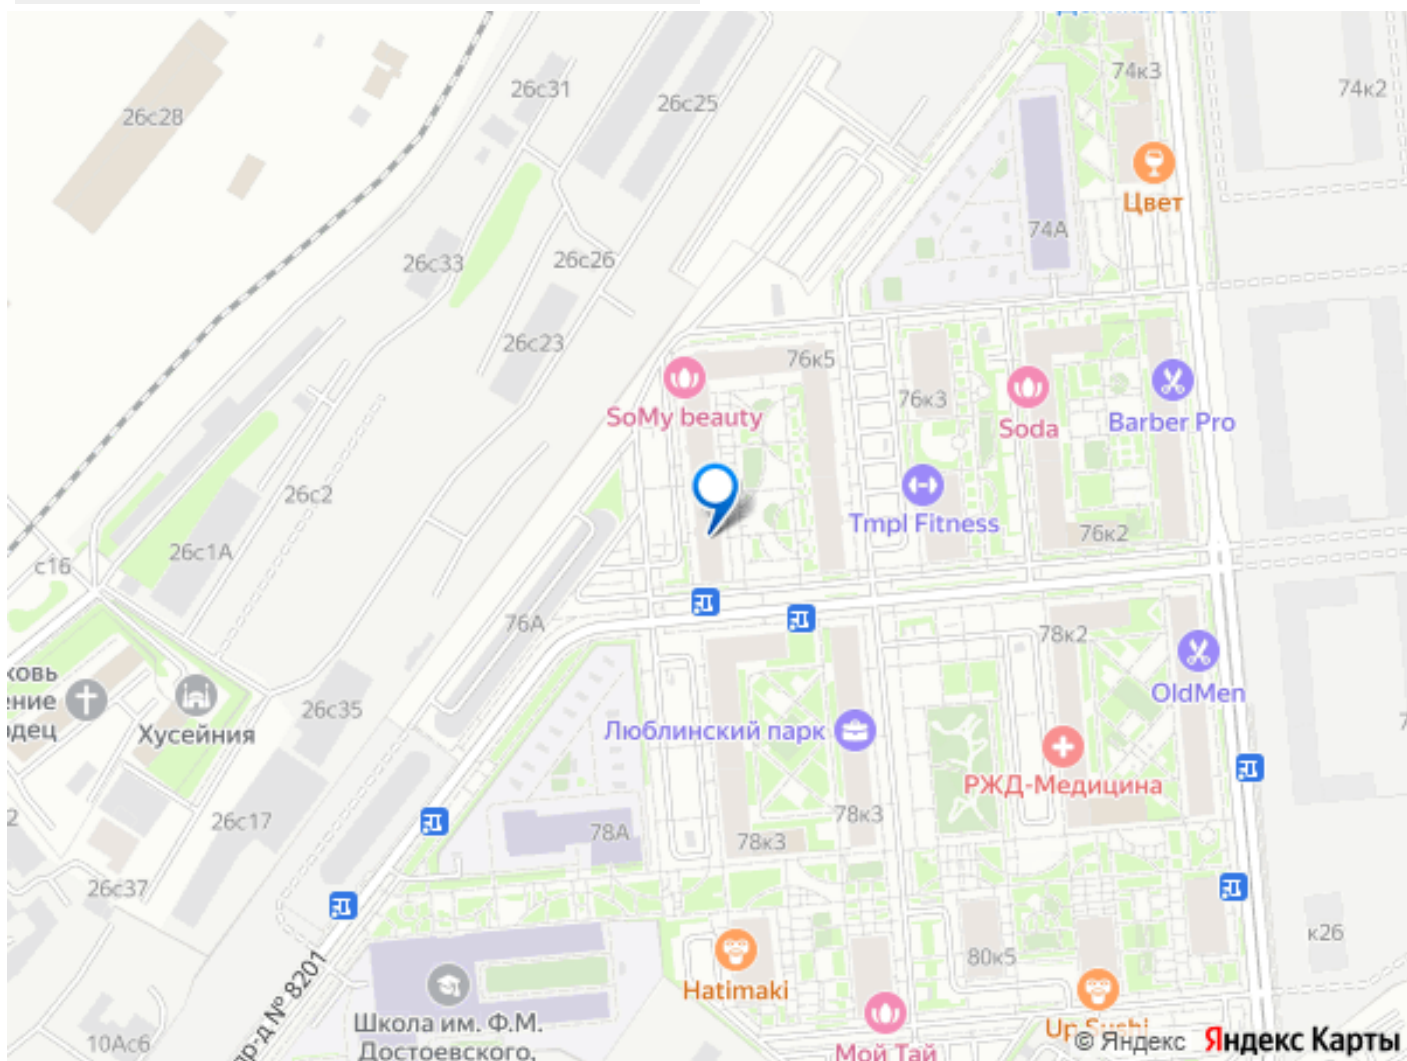 74к3
26с31
26с25
74к2
26с28
Цвет
74А
26с33
26с26
26с23
76к5
SoMy beauty
76к3
Soda
Barber Pro
26с2
Tmpl Fitness
76к2
26с1А
с16
76А
78к2
OldMen
26с35
Хусейния
Люблинский парк
РЖД-Медицина
26с17
78А
78к3
78к3
26с37
к26
80к5
Hatimaki
пр-д № 8201
Школа им. Ф.М.
Достоевского,
10Ас6
Мой Тай
Up Sushi
© Яндекс Яндекс Карты